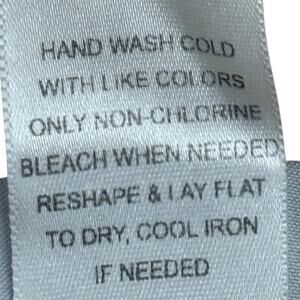 HAND WASH COLD
WITH LIKE COLORS
ONLY NON-CHLORINE
BLEACH WHEN NEEDED
RESHAPE & LAY FLAT
TO DRY, COOL IRON
IF NEEDED